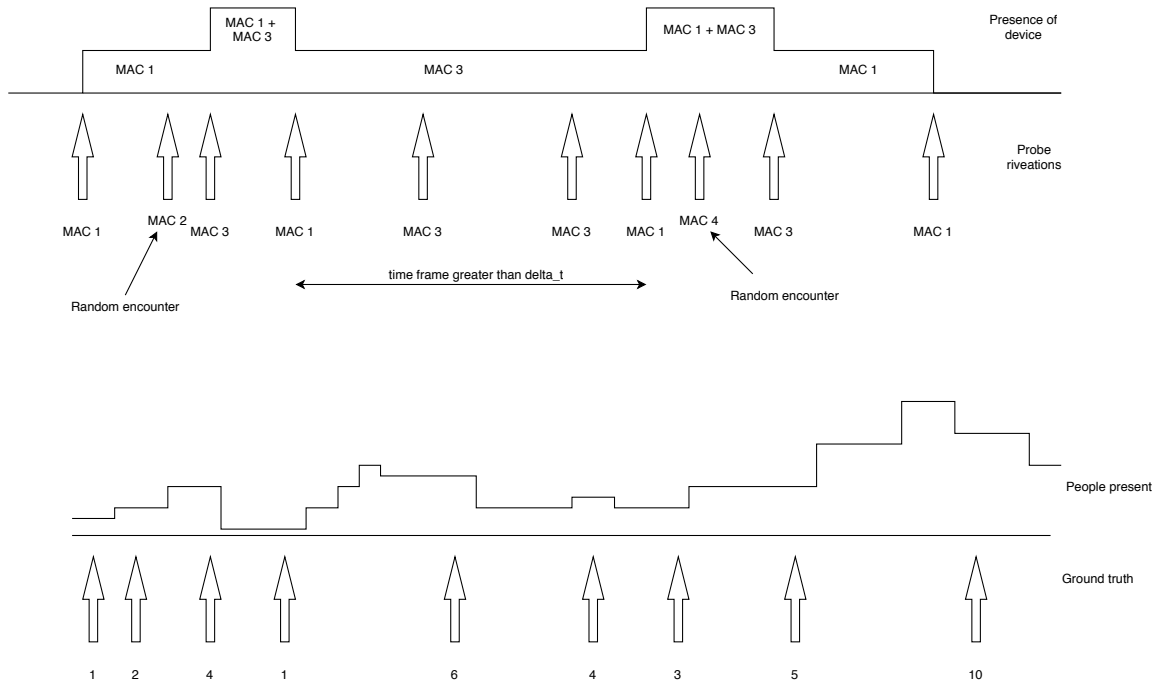 MAC 1 +
MAC 3
MAC 1 + MAC 3
Presence of
device
MAC 1
MAC 3
MAC 1
Probe
riveations
MAC 1
MAC 2
MAC 3
MAC 1
MAC 3
MAC 3
MAC 1
MAC 4
MAC 3
MAC 1
time frame greater than delta_t
Random encounter
Random encounter
People present
Ground truth
1
2
4
1
6
4
3
5
10